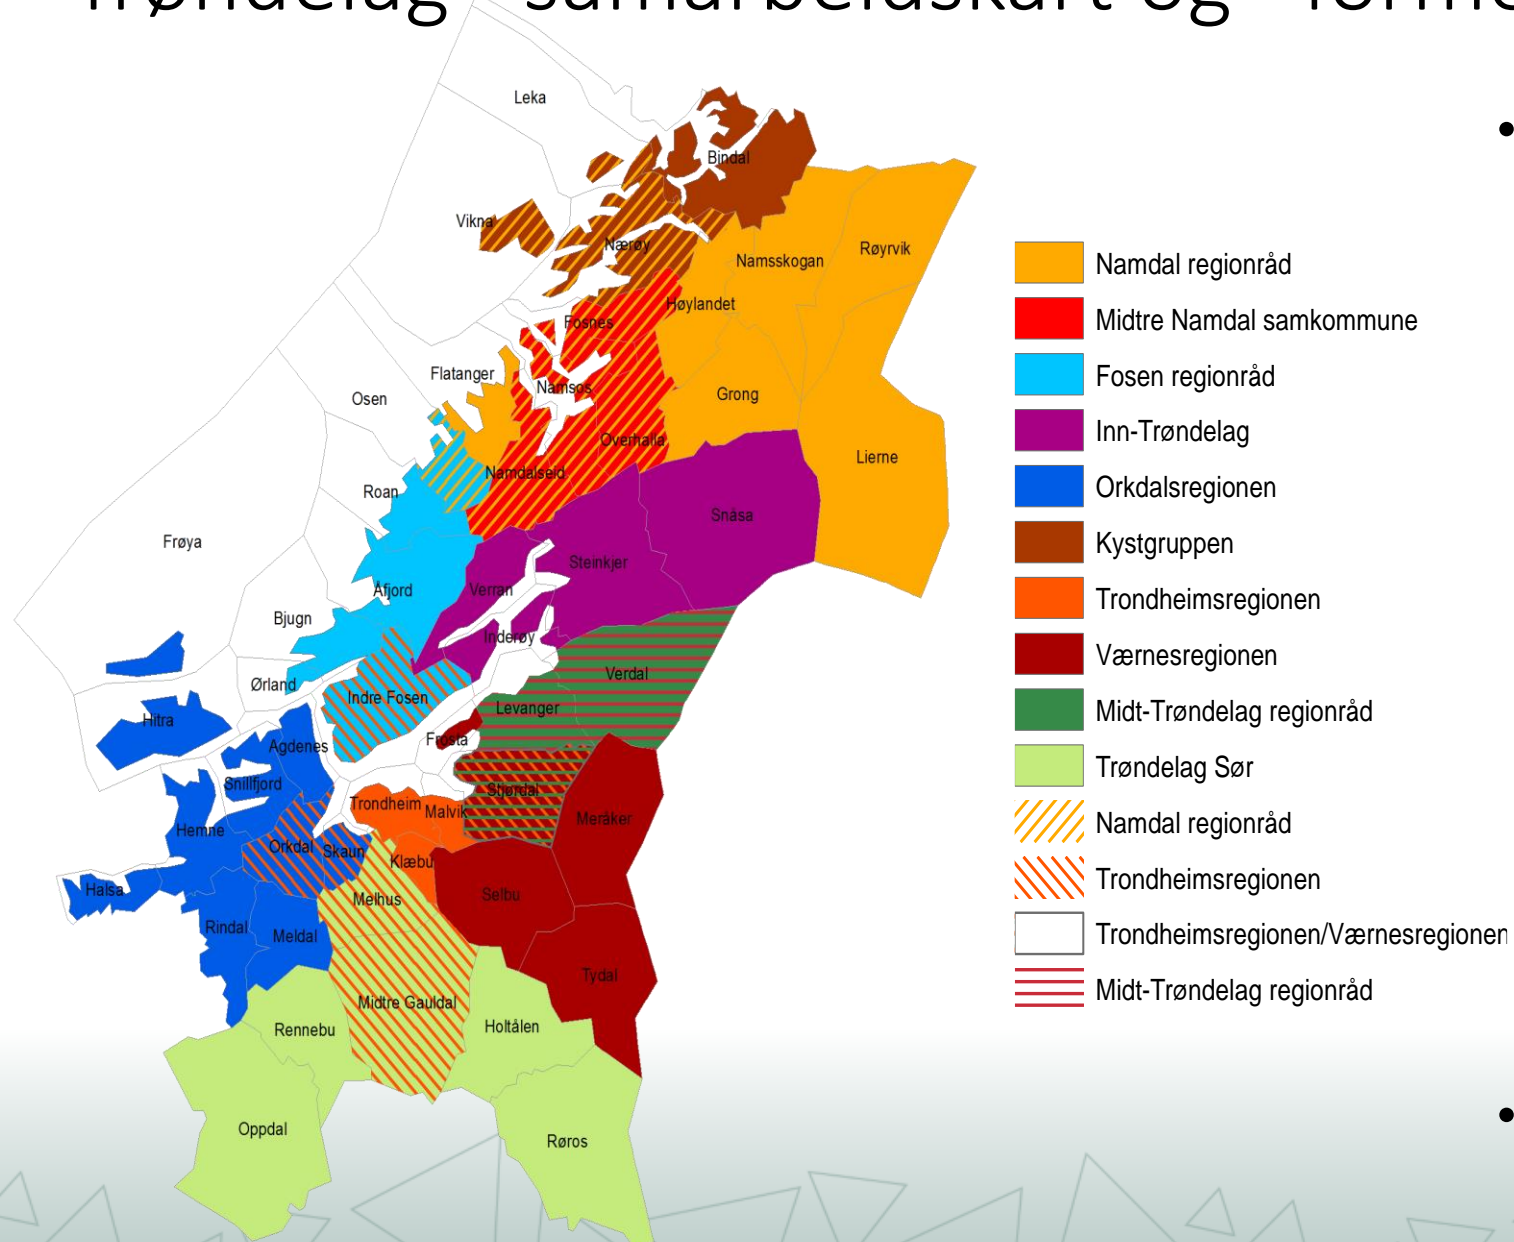 Trøndelag - samarbeidskart og -
Leka
Bindal
Vikna
Nærøy
Røyrvik
Namsskogan
Høylandet
Fosnes
Flatanger
Namsos
Osen
Grong
Overhalla
Lierne
Namdalseid
Roan
Snåsa
Frøya
Steinkjer
Åfjord
Verran
Bjugn
Inderøy
Verdal
Ørland
Indre Fosen
Levanger
Hitra
Frosta
Agdenes
Snillfjord
Stjørdal
Trondheim
Malvik
Meråker
Hemne
Orkdal
Skaun
Klæbu
Halsa
Selbu
Melhus
Rindal
Meldal
Tydal
Midtre Gauldal
Rennebu
Holtålen
Oppdal
Røros
Namdal regionråd
Midtre Namdal samkommune
Fosen regionråd
Inn-Trøndelag
Orkdalsregionen
Kystgruppen
Trondheimsregionen
Værnesregionen
Midt-Trøndelag regionråd
Trøndelag Sør
Namdal regionråd
Trondheimsregionen
Trondheimsregionen/Værnesregionen
Midt-Trøndelag regionråd
•
•